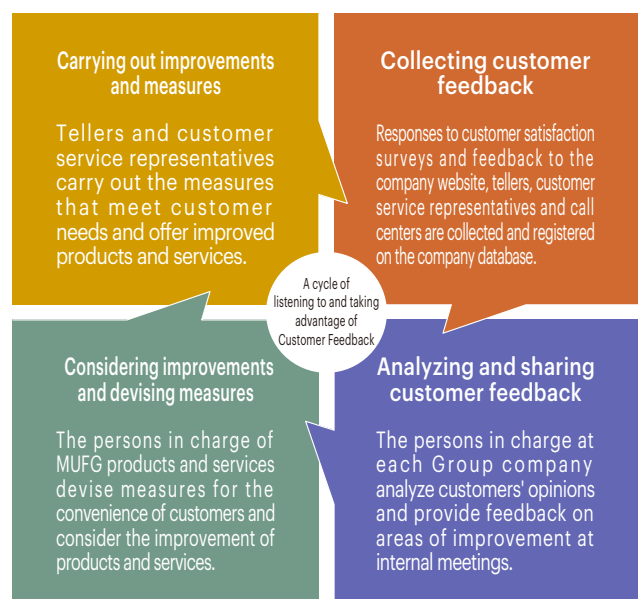 Carrying out improvements
and measures
Tellers and customer
service representatives
carry out the measures
that meet customer
needs and offer improved
products and services.
Collecting customer
feedback
Responses to customer satisfaction
surveys and feedback to the
company website, tellers, customer
service representatives and call
centers are collected and registered
on the company database.
A cycle of
listening to and taking
advantage of
Customer Feedback
Considering improvements
and devising measures
The persons in charge of
MUFG products and services
devise measures for the
convenience of customers and
consider the improvement of
products and services.
Analyzing and sharing
customer feedback
The persons in charge at
each Group company
analyze customers' opinions
and provide feedback on
areas of improvement at
internal meetings.